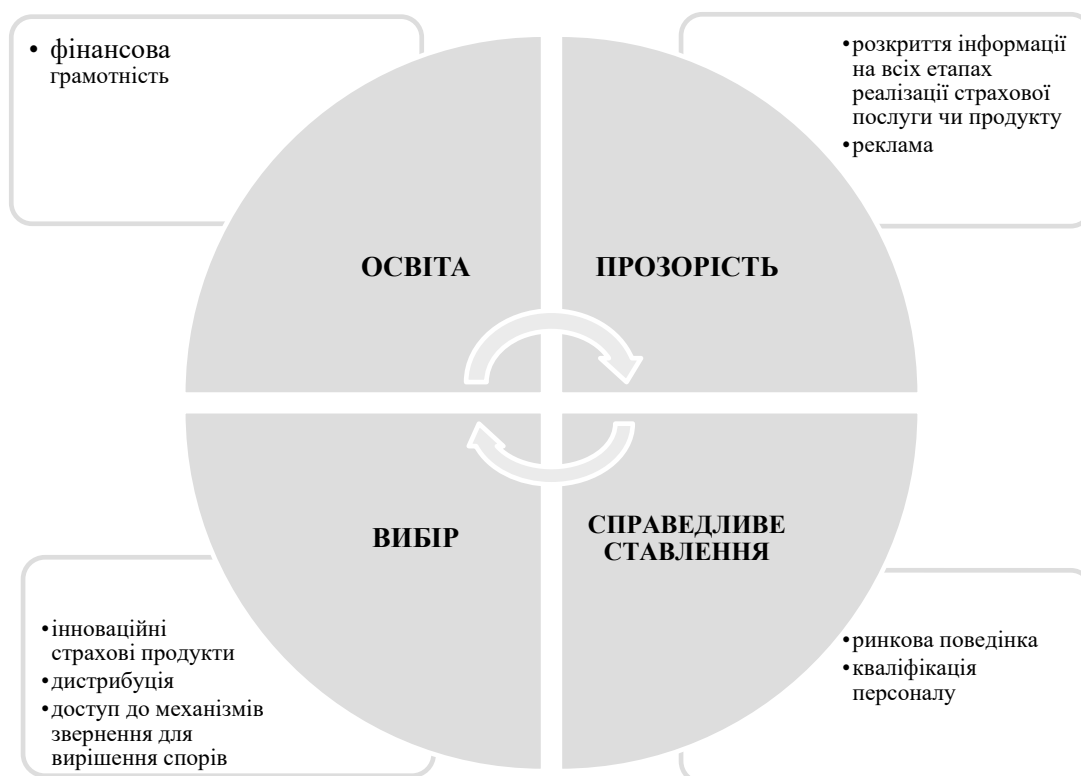 • фінансова
грамотність
•розкриття інформації
на всіх етапах
реалізації страхової
послуги чи продукту
•реклама
ОСВІТА
ПРОЗОРІСТЬ
ВИБІР
СПРАВЕДЛИВЕ
СТАВЛЕННЯ
•інноваційні
страхові продукти
•дистрибуція
•доступ до механізмів
звернення для
вирішення спорів
•ринкова поведінка
•кваліфікація
персоналу